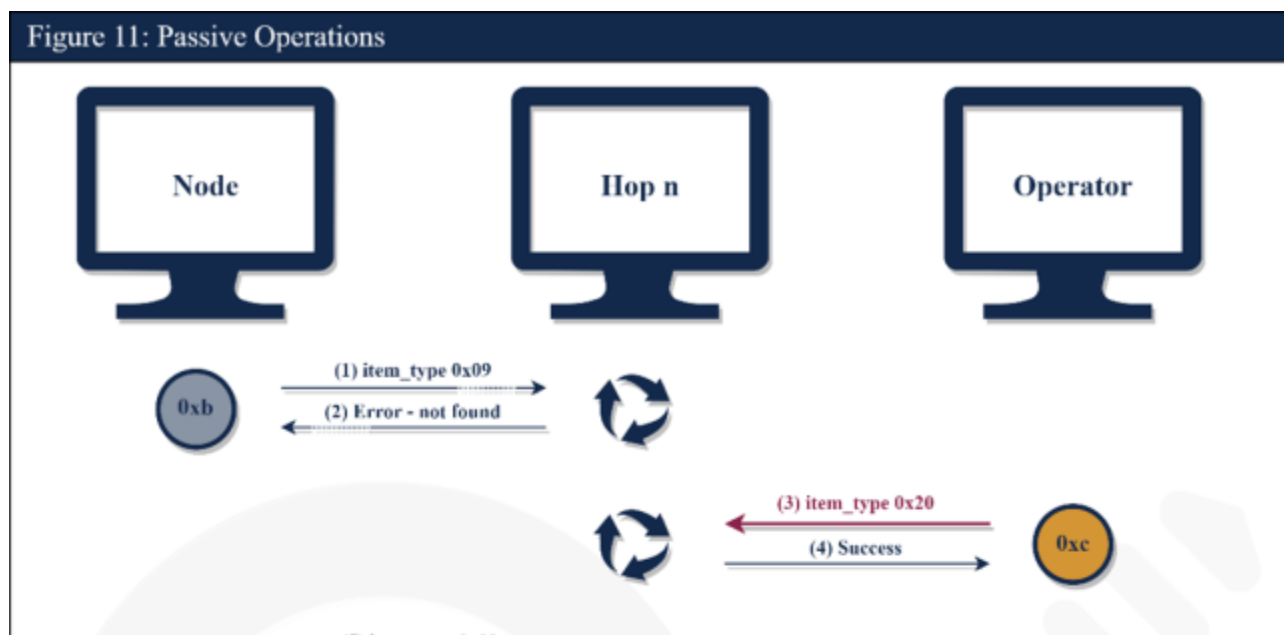 Figure 11: Passive Operations
Node
Hop n
Operator
(1) item_type 0x09
0xb
(2) Error - not found
(3) item_type 0x20
0xc
(4) Success